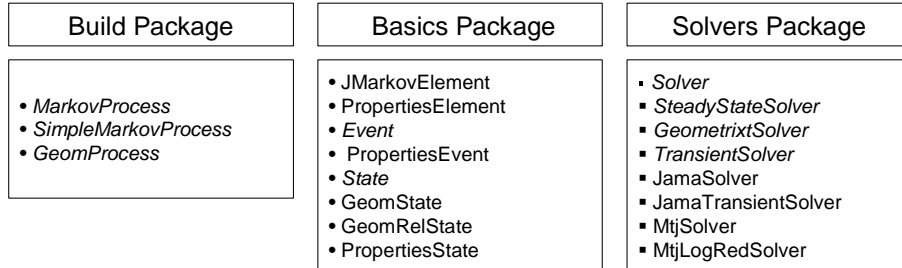 Build Package
• MarkovProcess
• SimpleMarkovProcess
• GeomProcess
Basics Package
• JMarkovElement
• PropertiesElement
• Event
• PropertiesEvent
• State
• GeomState
• GeomRelState
• PropertiesState
Solvers Package
▪ Solver
▪ SteadyStateSolver
▪ GeometrixtSolver
▪ TransientSolver
▪ JamaSolver
▪ JamaTransientSolver
▪ MtjSolver
▪ MtjLogRedSolver